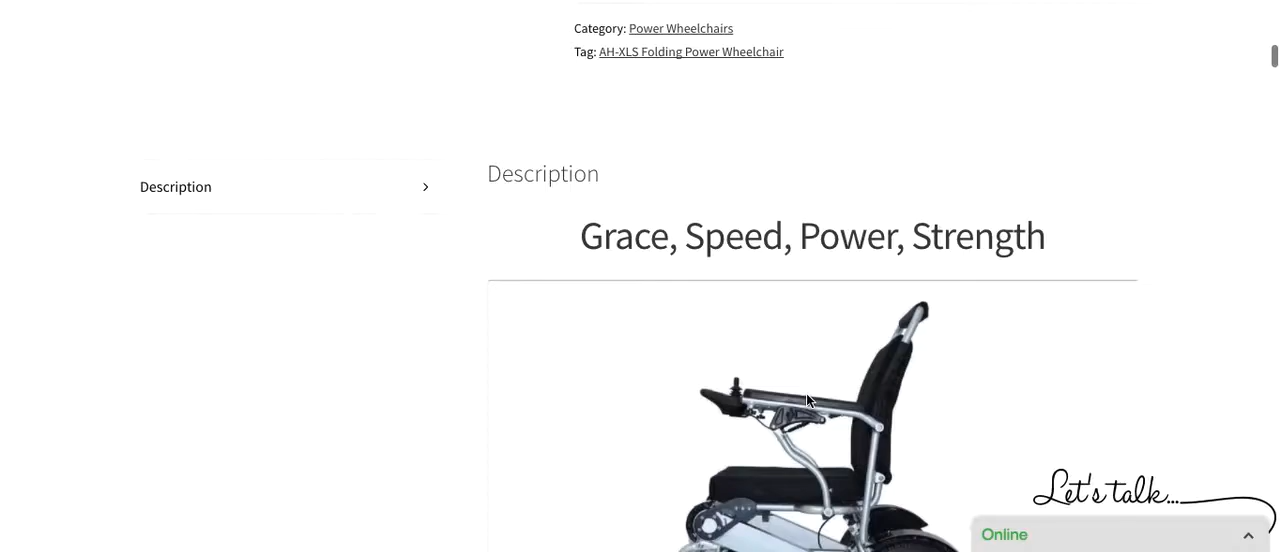 Category: Power Wheelchairs
Tag: AH-XLS Folding Power Wheelchair
Description
Description
Grace, Speed, Power, Strength
Let's talk...
Online